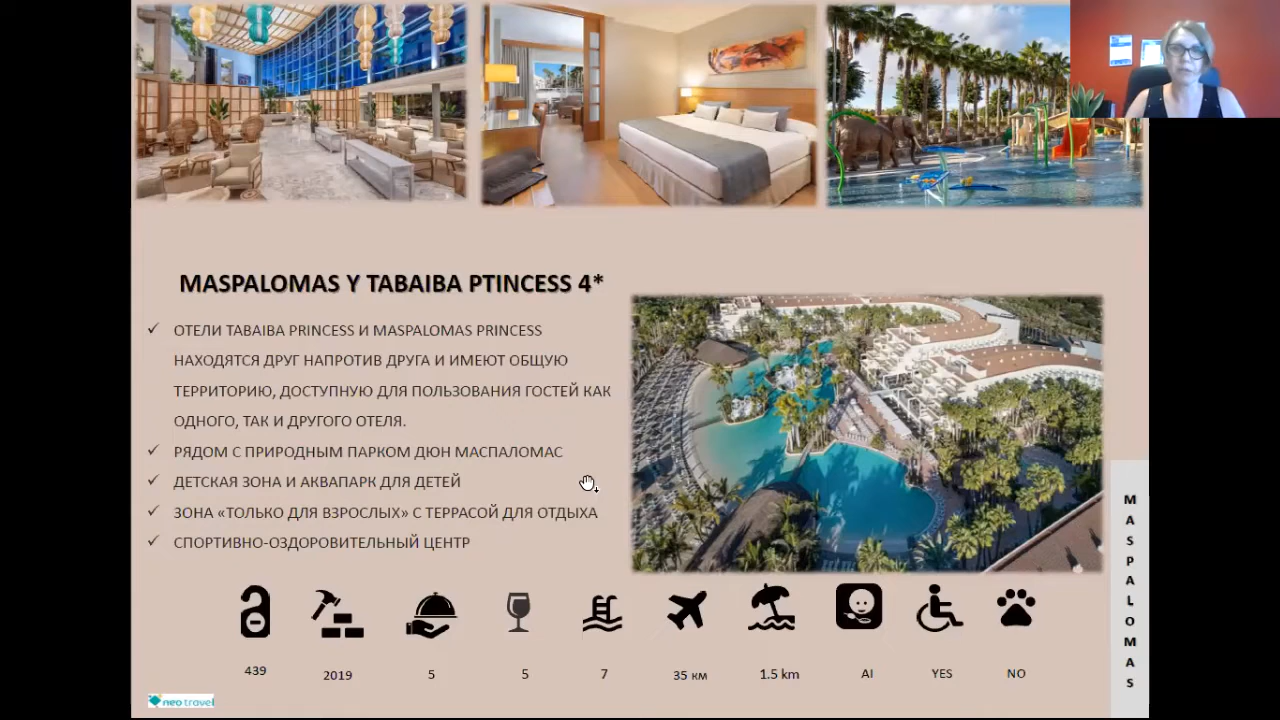 MASPALOMAS Y TABAIBA PTINCESS 4*
ОТЕЛИ TABAIBA PRINCESS И MASPALOMAS PRINCESS
НАХОДЯТСЯ ДРУГ НАПРОТИВ ДРУГА И ИМЕЮТ ОБЩУЮ
ТЕРРИТОРИЮ, ДОСТУПНУЮ ДЛЯ ПОЛЬЗОВАНИЯ ГОСТЕЙ КАК
ОДНОГО, ТАК И ДРУГОГО ОТЕЛЯ.
РЯДОМ С ПРИРОДНЫМ ПАРКОМ ДЮН МАСПАЛОМАС
ДЕТСКАЯ ЗОНА И АКВАПАРК ДЛЯ ДЕТЕЙ
ЗОНА «ТОЛЬКО ДЛЯ ВЗРОСЛЫХ» С ТЕРРАСОЙ ДЛЯ ОТДЫХА
СПОРТИВНО-ОЗДОРОВИТЕЛЬНЫЙ ЦЕНТР
439 2019 5 5 7 35 км 1.5 km AI YES NO
MASPALOMAS
neo travel